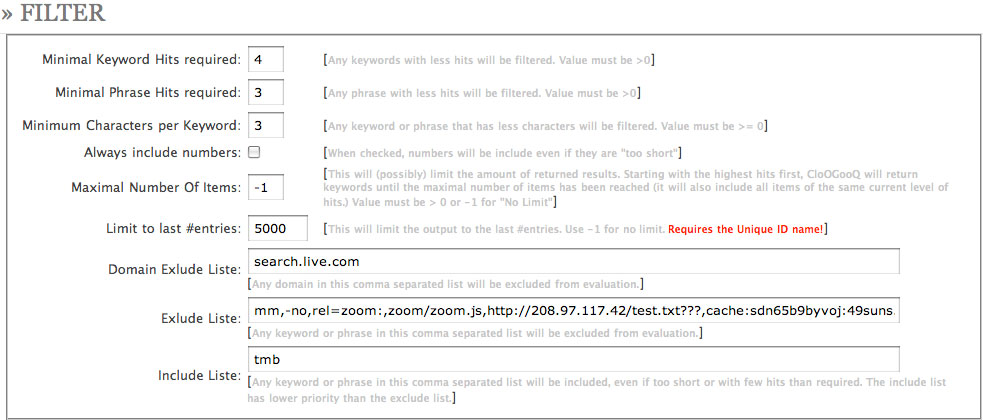 » FILTER
Minimal Keyword Hits required: 4 [Any keywords with less hits will be filtered. Value must be >0]
Minimal Phrase Hits required: 3 [Any phrase with less hits will be filtered. Value must be >0]
Minimum Characters per Keyword: 3 [Any keyword or phrase that has less characters will be filtered. Value must be >= 0]
Always include numbers: [When checked, numbers will be include even if they are "too short"]
[This will (possibly) limit the amount of returned results. Starting with the highest hits first, CloOGooQ will return
Maximal Number Of Items: -1 keywords until the maximal number of items has been reached (it will also include all items of the same current level of
hits.) Value must be > 0 or -1 for "No Limit"]
Limit to last #entries: 5000 [This will limit the output to the last #entries. Use -1 for no limit. Requires the Unique ID name!]
Domain Exlude Liste: search.live.com
[Any domain in this comma separated list will be excluded from evaluation.]
Exlude Liste: mm,-no,rel=zoom:,zoom/zoom.js,http://208.97.117.42/test.txt???,cache:sdn65b9byvoj:49suns.
[Any keyword or phrase in this comma separated list will be excluded from evaluation.]
Include Liste: tmb
[Any keyword or phrase in this comma separated list will be included, even if too short or with few hits than required. The include list
has lower priority than the exclude list.]